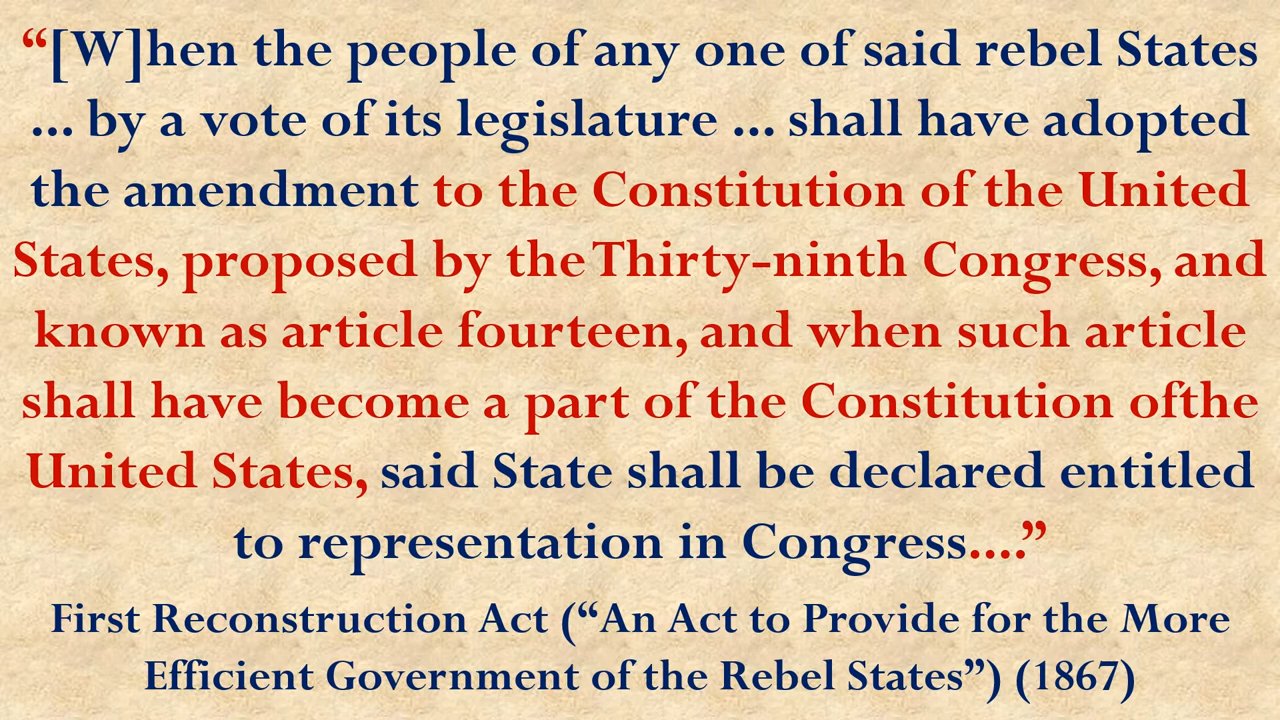 “[W]hen the people of any one of said rebel States
... by a vote of its legislature ... shall have adopted
the amendment to the Constitution of the United
States, proposed by the Thirty-ninth Congress, and
known as article fourteen, and when such article
shall have become a part of the Constitution ofthe
United States, said State shall be declared entitled
to representation in Congress....”
First Reconstruction Act (“An Act to Provide for the More
Efficient Government of the Rebel States”) (1867)